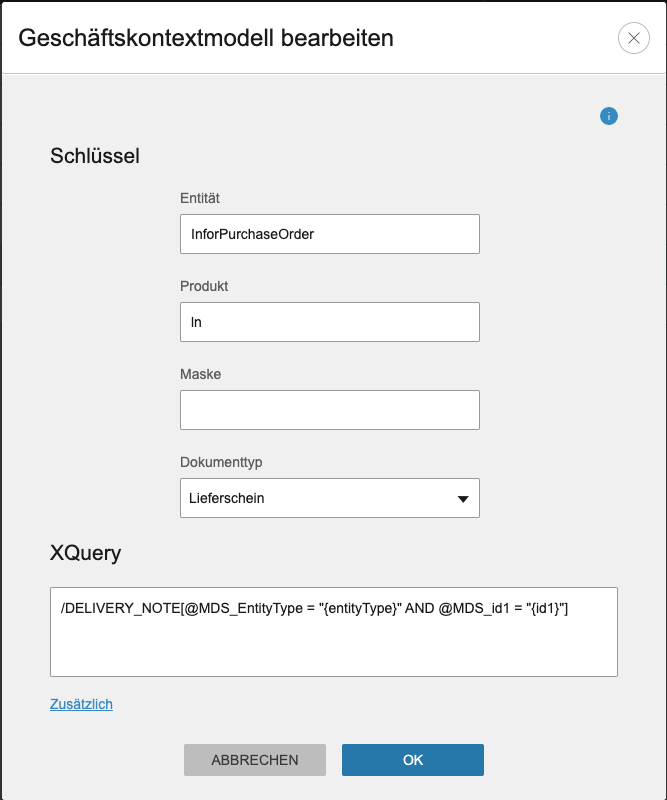 Geschäftskontextmodell bearbeiten
i
Schlüssel
Entität
InforPurchaseOrder
Produkt
ln
Maske
Dokumenttyp
Lieferschein
XQuery
/DELIVERY_NOTE[@MDS_EntityType = "{entityType}" AND @MDS_id1 = "{id1}"]
Zusätzlich
ABBRECHEN
OK